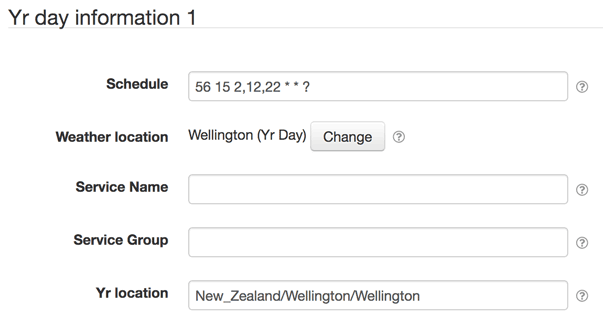 Yr day information 1
Schedule 56 15 2,12,22 * * ? ?
Weather location Wellington (Yr Day) Change ?
Service Name ?
Service Group ?
Yr location New_Zealand/Wellington/Wellington ?